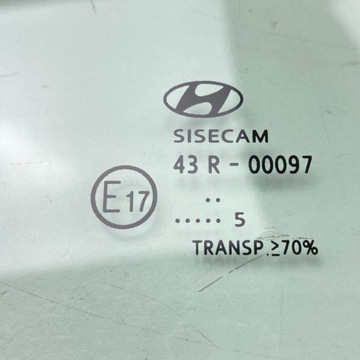 SISECAM
43 R - 00097
E17
..
..... 5
TRANSP.≥70%